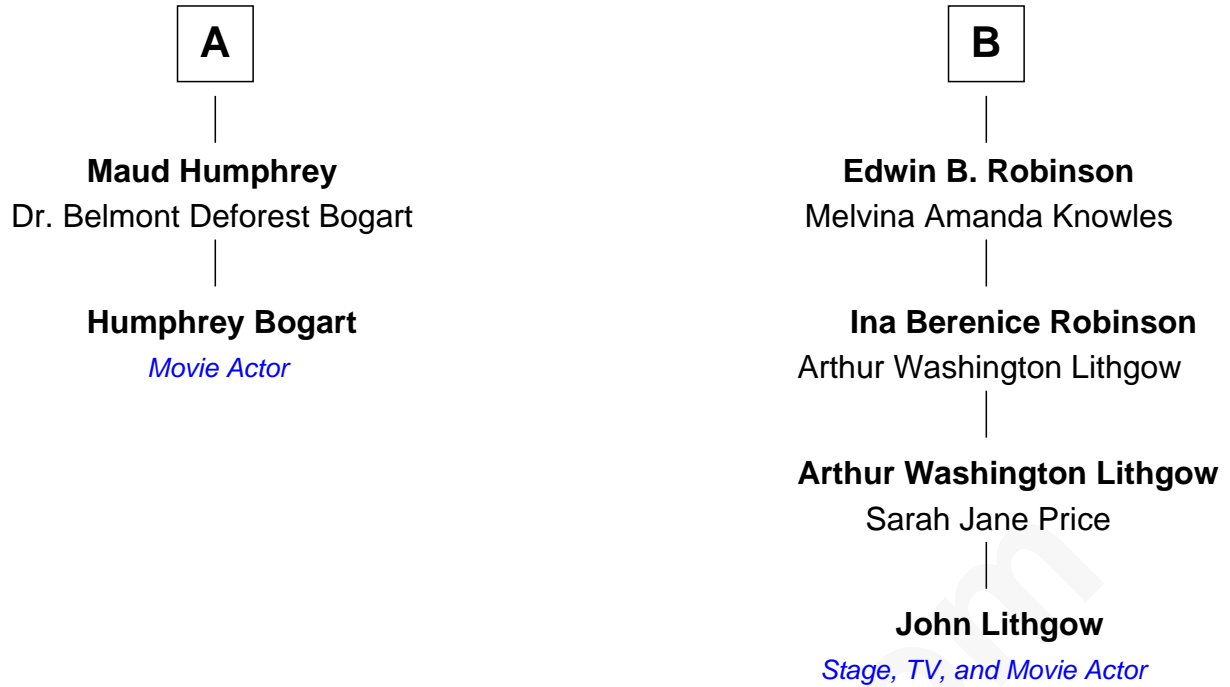 A
Maud Humphrey
Dr. Belmont Deforest Bogart
Humphrey Bogart
Movie Actor
B
Edwin B. Robinson
Melvina Amanda Knowles
Ina Berenice Robinson
Arthur Washington Lithgow
Arthur Washington Lithgow
Sarah Jane Price
John Lithgow
Stage, TV, and Movie Actor